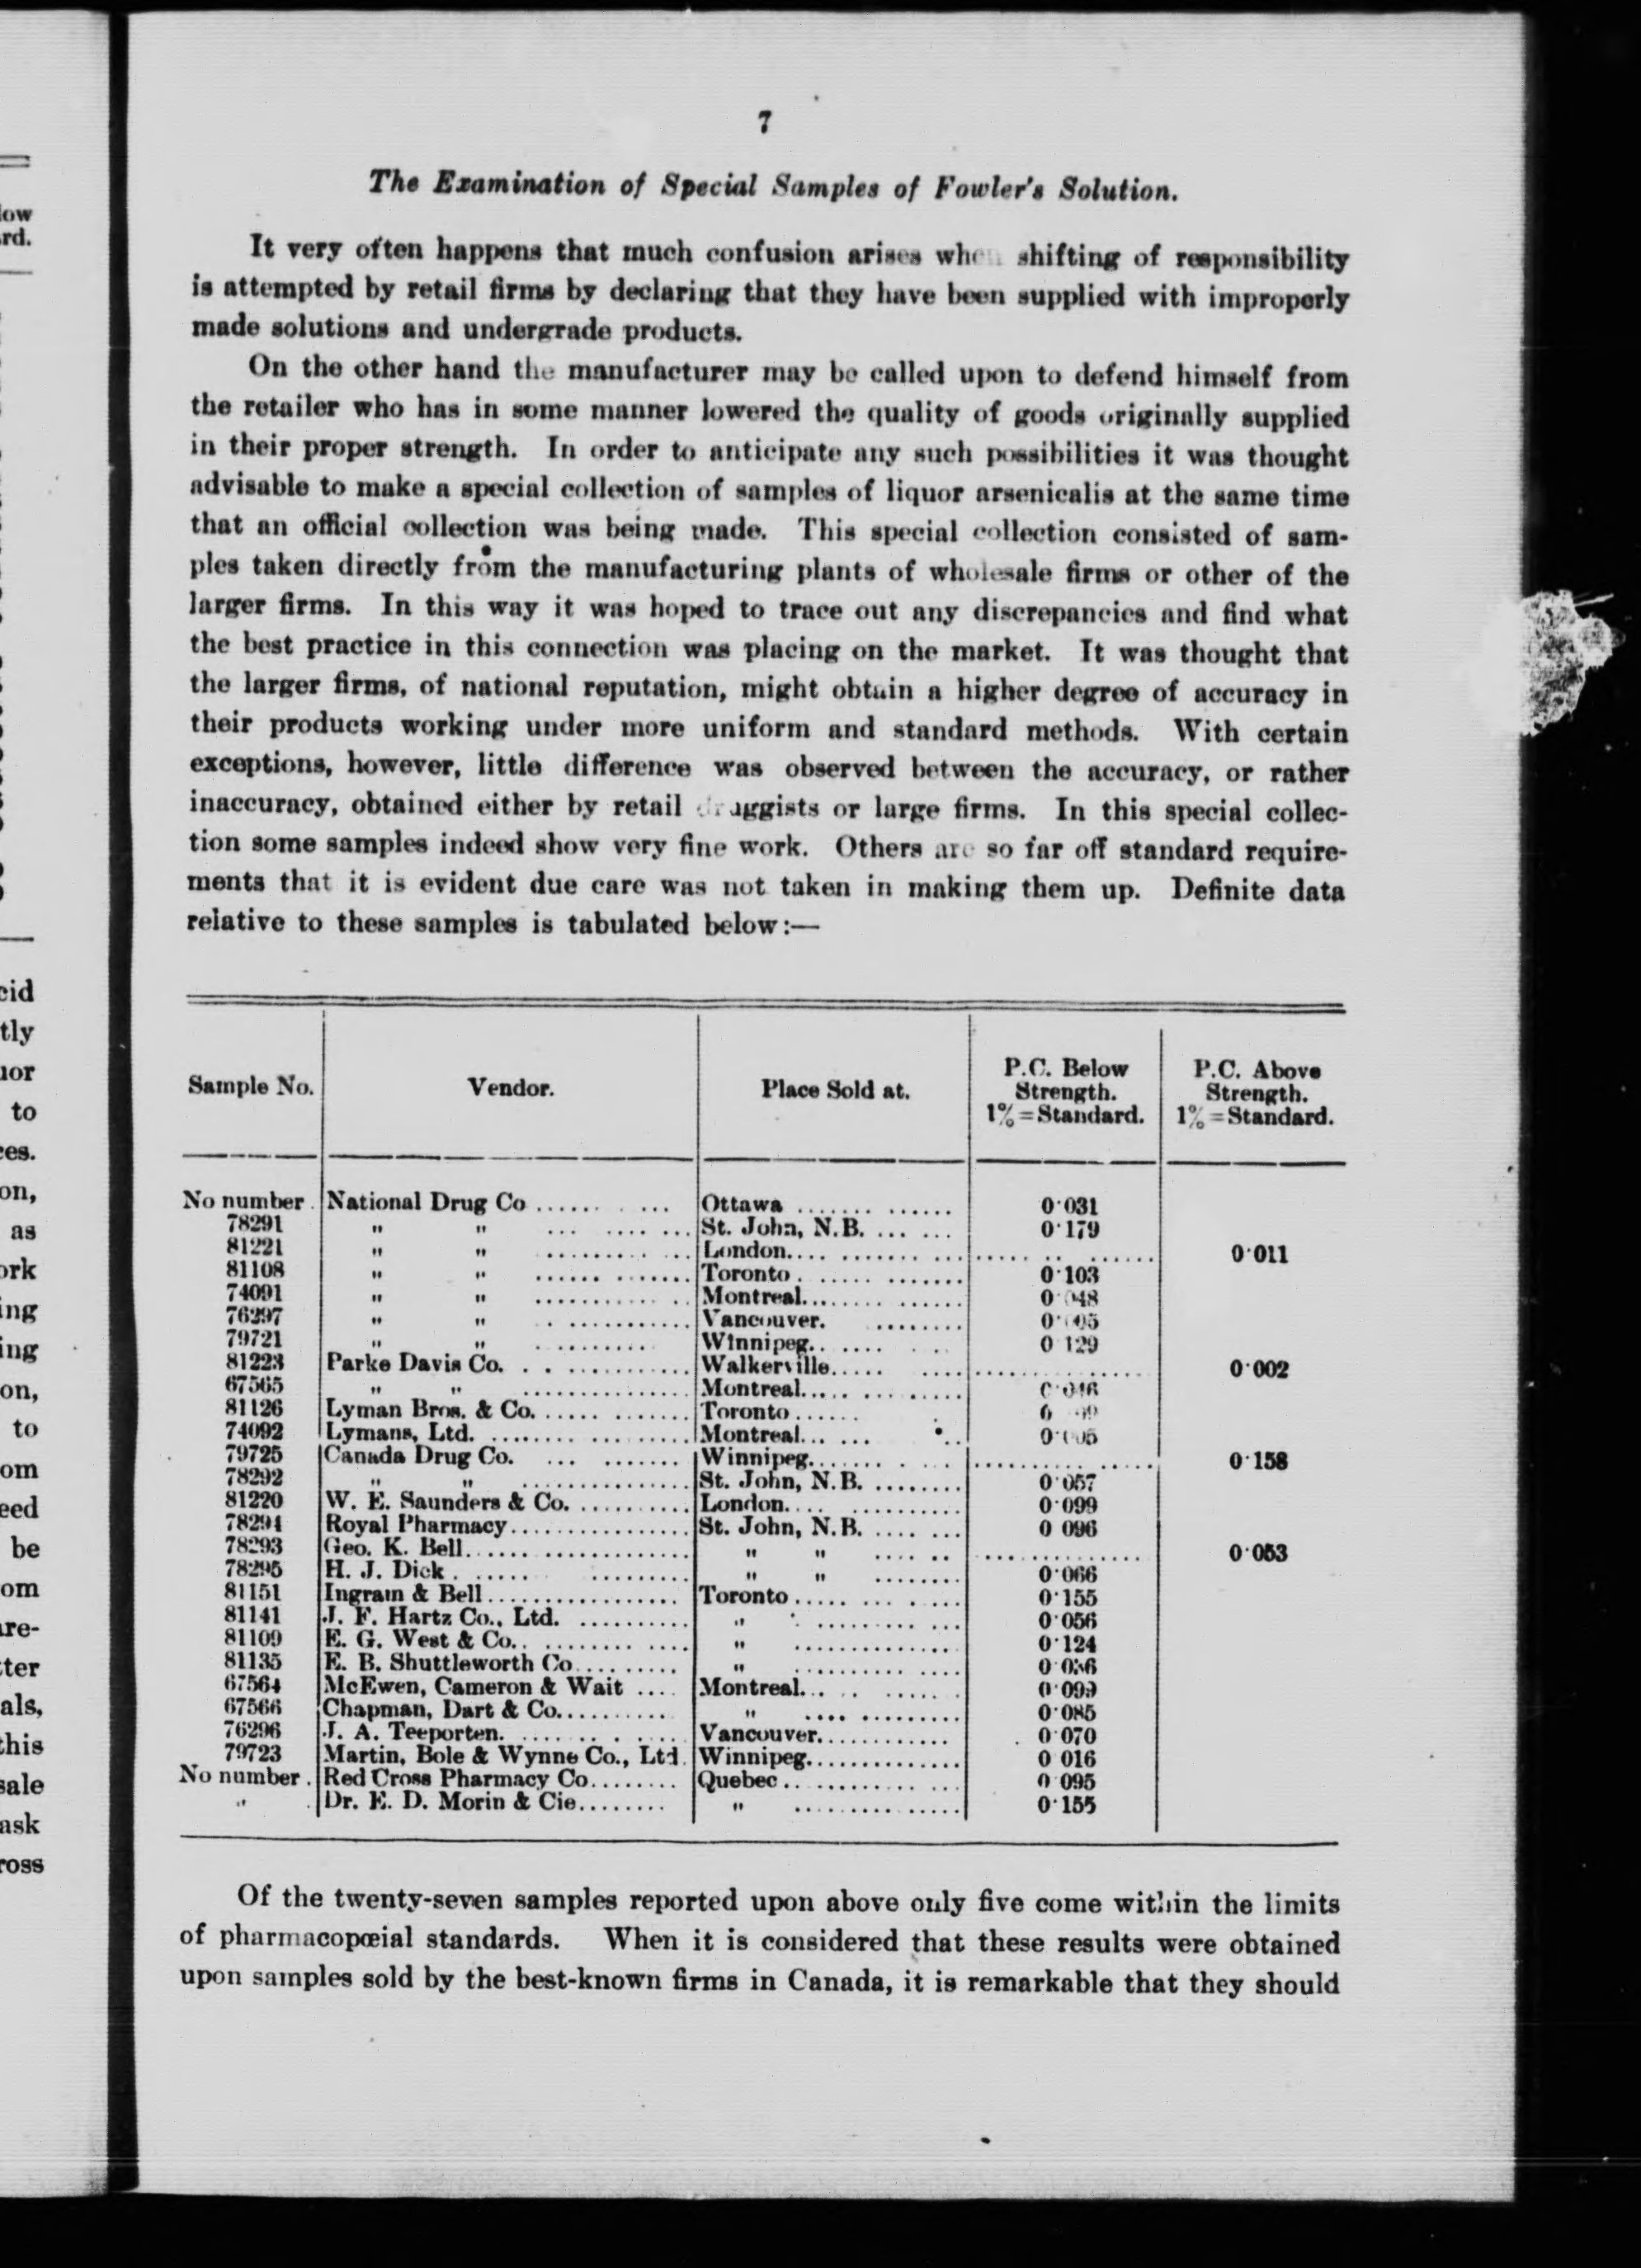 7
The Examination of Special Samples of Fowler's Solution.
It very often happens that much confusion arises when shifting of responsibility
is attempted by retail firms by declaring that they have been supplied with improperly
made solutions and undergrade products.
On the other hand the manufacturer may be called upon to defend himself from
the retailer who has in some manner lowered the quality of goods originally supplied
in their proper strength. In order to anticipate any such possibilities it was thought
advisable to make a special collection of samples of liquor arsenicalis at the same time
that an official collection was being made. This special collection consisted of sam-
ples taken directly from the manufacturing plants of wholesale firms or other of the
larger firms. In this way it was hoped to trace out any discrepancies and find what
the best practice in this connection was placing on the market. It was thought that
the larger firms, of national reputation, might obtain a higher degree of accuracy in
their products working under more uniform and standard methods. With certain
exceptions, however, little difference was observed between the accuracy, or rather
inaccuracy, obtained either by retail druggists or large firms. In this special collec-
tion some samples indeed show very fine work. Others are so far off standard require-
ments that it is evident due care was not taken in making them up. Definite data
relative to these samples is tabulated below:—
Sample No. Vendor. Place Sold at. P.C. Below Strength. 1%=Standard. P.C. Above Strength. 1%=Standard.
No number. National Drug Co Ottawa 0·031
78291 " " St. John, N.B. 0·179
81221 " " London 0·011
81108 " " Toronto 0·103
74091 " " Montreal 0·048
76297 " " Vancouver.
79721 " " Winnipeg 0 129
81223 Parke Davis Co. Walkerville 0·002
67565 " " Montreal
81126 Lyman Bros. & Co. Toronto
74092 Lymans, Ltd. Montreal 0·005
79725 Canada Drug Co. Winnipeg 0·158
78292 " " St. John, N.B. 0·057
81220 W. E. Saunders & Co. London 0·099
78294 Royal Pharmacy St. John, N.B. 0 096
78293 Geo. K. Bell " " 0·053
78295 H. J. Dick " " 0·066
81151 Ingram & Bell Toronto 0·155
81141 J. F. Hartz Co., Ltd. " 0·056
81109 E. G. West & Co. " 0·124
81135 E. B. Shuttleworth Co "
67564 McEwen, Cameron & Wait Montreal 0·099
67566 Chapman, Dart & Co. " 0·085
76296 J. A. Teeporten. Vancouver 0·070
79723 Martin, Bole & Wynne Co., Ltd. Winnipeg 0 016
No number. Red Cross Pharmacy Co Quebec 0 095
" Dr. E. D. Morin & Cie " 0·155
Of the twenty-seven samples reported upon above only five come within the limits
of pharmacopœial standards. When it is considered that these results were obtained
upon samples sold by the best-known firms in Canada, it is remarkable that they should